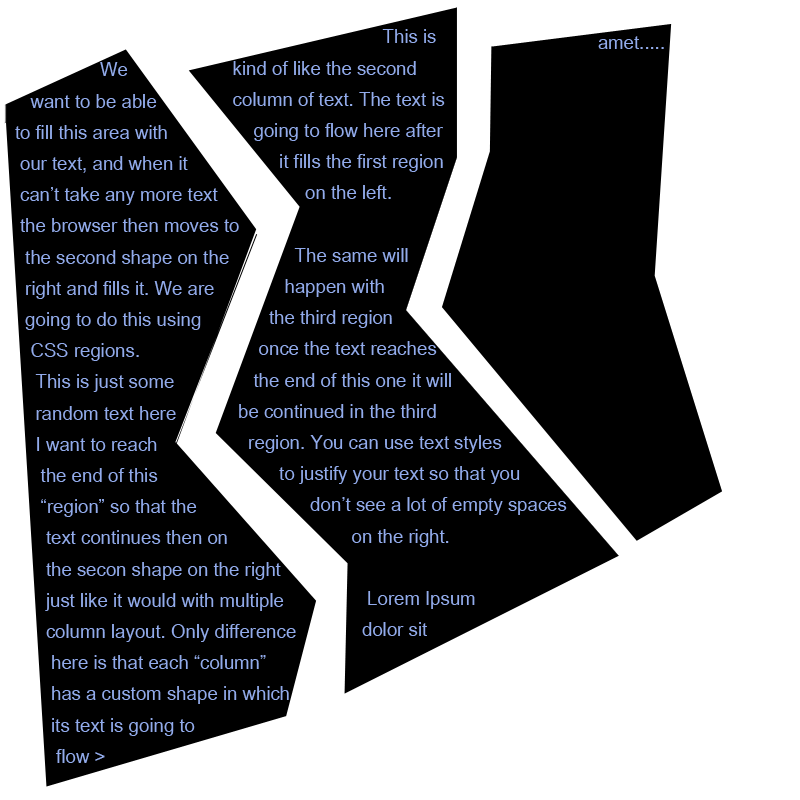 We
want to be able
to fill this area with
our text, and when it
can’t take any more text
the browser then moves to
the second shape on the
right and fills it. We are
going to do this using
CSS regions.
This is just some
random text here
I want to reach
the end of this
“region” so that the
text continues then on
the secon shape on the right
just like it would with multiple
column layout. Only difference
here is that each “column”
has a custom shape in which
its text is going to
flow >
This is
kind of like the second
column of text. The text is
going to flow here after
it fills the first region
on the left.
The same will
happen with
the third region
once the text reaches
the end of this one it will
be continued in the third
region. You can use text styles
to justify your text so that you
don’t see a lot of empty spaces
on the right.
Lorem Ipsum
dolor sit
amet.....